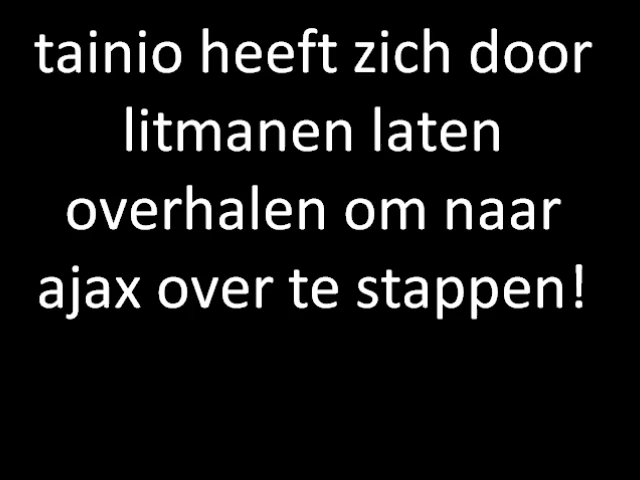 tainio heeft zich door
litmanen laten
overhalen om naar
ajax over te stappen!